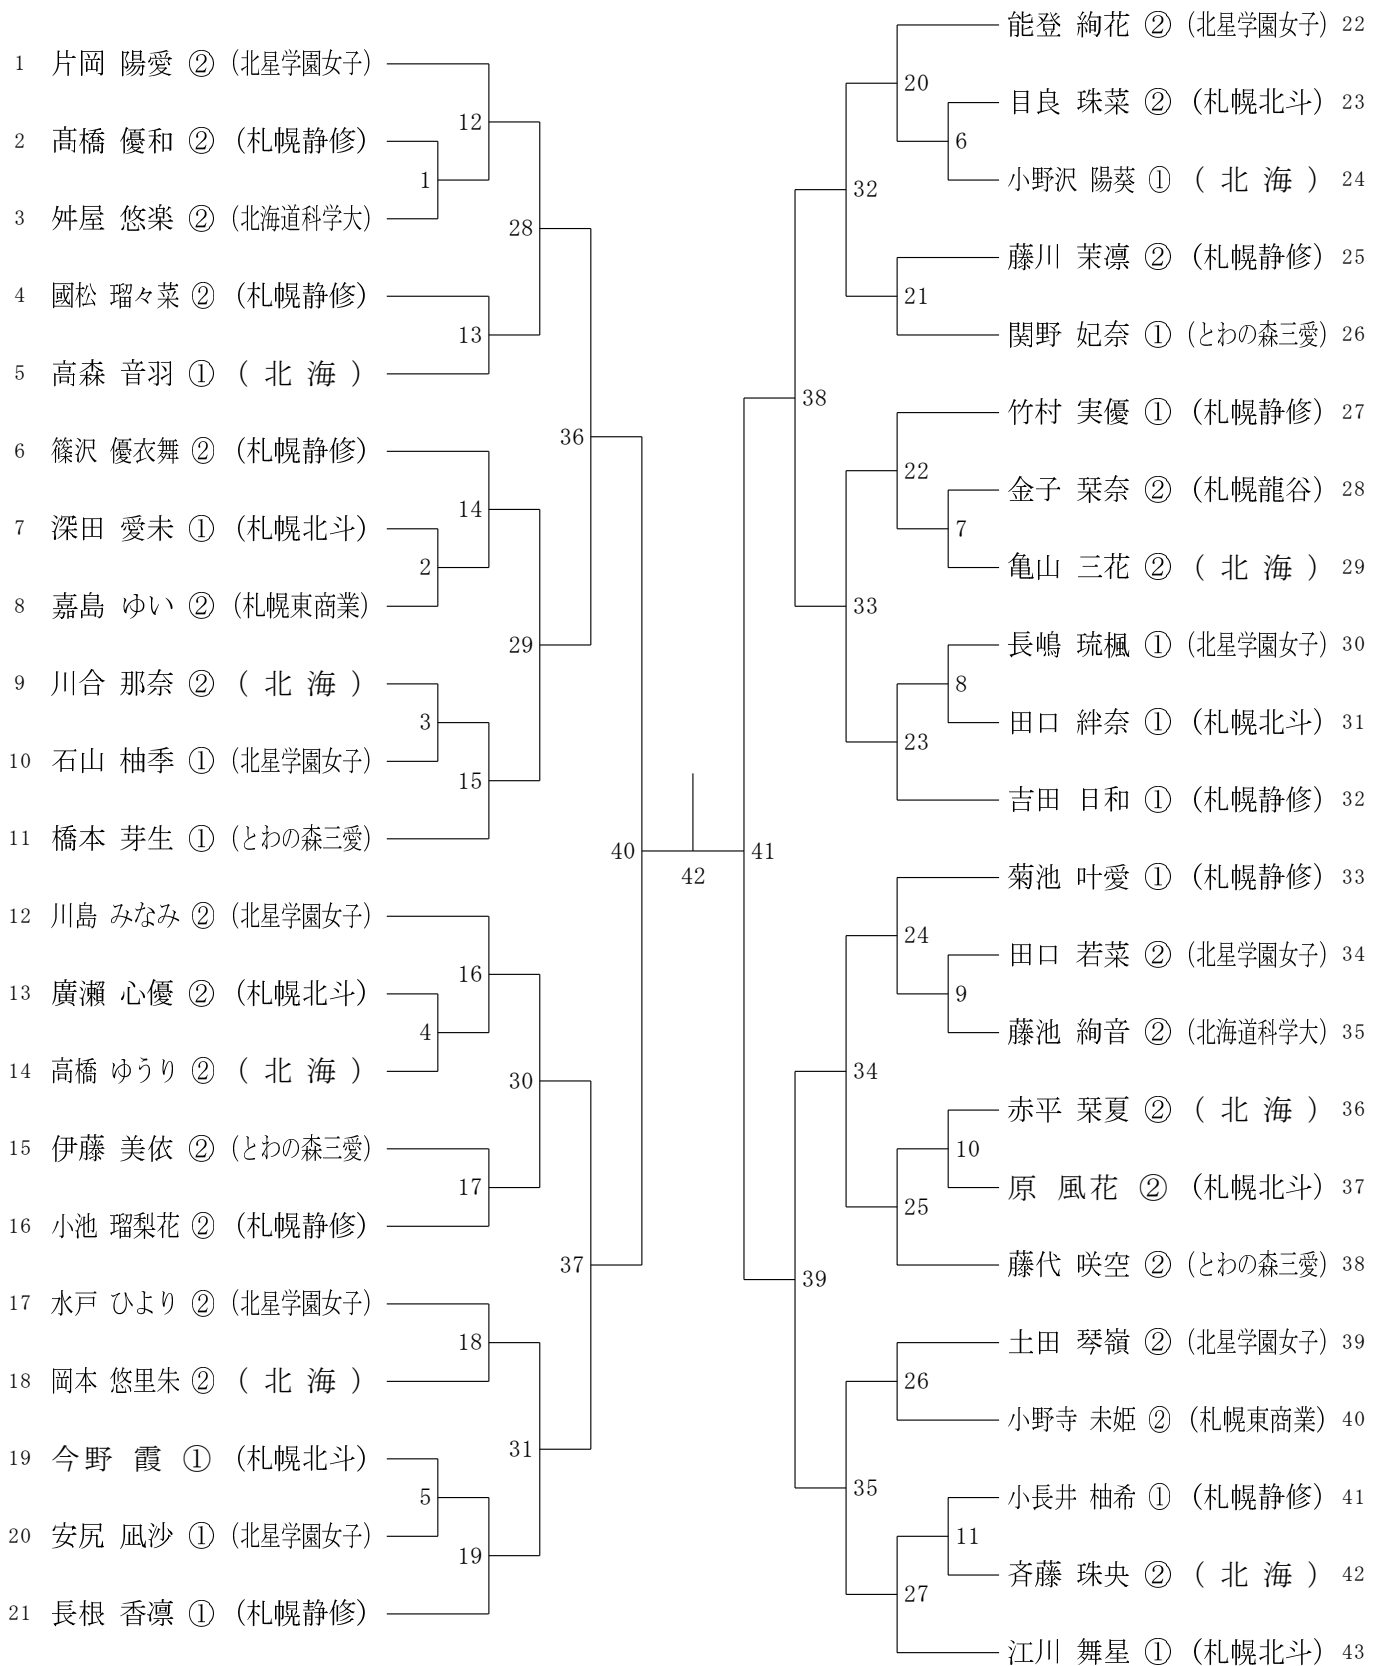 1 片岡 陽愛 ② (北星学園女子)
2 髙橋 優和 ② (札幌静修)
3 舛屋 悠楽 ② (北海道科学大)
4 國松 瑠々菜 ② (札幌静修)
5 高森 音羽 ① ( 北 海 )
6 篠沢 優衣舞 ② (札幌静修)
7 深田 愛未 ① (札幌北斗)
8 嘉島 ゆい ② (札幌東商業)
9 川合 那奈 ② ( 北 海 )
10 石山 柚季 ① (北星学園女子)
11 橋本 芽生 ① (とわの森三愛)
12 川島 みなみ ② (北星学園女子)
13 廣瀨 心優 ② (札幌北斗)
14 高橋 ゆうり ② ( 北 海 )
15 伊藤 美依 ② (とわの森三愛)
16 小池 瑠梨花 ② (札幌静修)
17 水戸 ひより ② (北星学園女子)
18 岡本 悠里朱 ② ( 北 海 )
19 今野 霞 ① (札幌北斗)
20 安尻 凪沙 ① (北星学園女子)
21 長根 香凛 ① (札幌静修)
1
2
3
4
5
12
13
14
15
16
17
18
19
28
29
30
31
36
37
40
42
41
38
39
32
33
34
35
20
21
22
23
24
25
26
27
6
7
8
9
10
11
能登 絢花 ② (北星学園女子) 22
目良 珠菜 ② (札幌北斗) 23
小野沢 陽葵 ① ( 北 海 ) 24
藤川 茉凛 ② (札幌静修) 25
関野 妃奈 ① (とわの森三愛) 26
竹村 実優 ① (札幌静修) 27
金子 栞奈 ② (札幌龍谷) 28
亀山 三花 ② ( 北 海 ) 29
長嶋 琉楓 ① (北星学園女子) 30
田口 絆奈 ① (札幌北斗) 31
吉田 日和 ① (札幌静修) 32
菊池 叶愛 ① (札幌静修) 33
田口 若菜 ② (北星学園女子) 34
藤池 絢音 ② (北海道科学大) 35
赤平 栞夏 ② ( 北 海 ) 36
原 風花 ② (札幌北斗) 37
藤代 咲空 ② (とわの森三愛) 38
土田 琴嶺 ② (北星学園女子) 39
小野寺 未姫 ② (札幌東商業) 40
小長井 柚希 ① (札幌静修) 41
斉藤 珠央 ② ( 北 海 ) 42
江川 舞星 ① (札幌北斗) 43